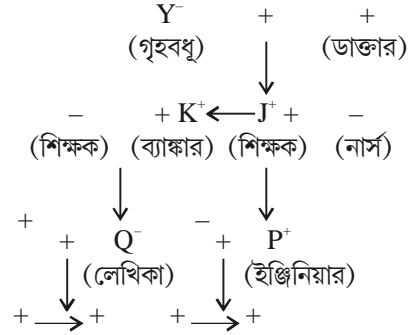 Y⁻ + +
(গৃহবধূ) (ডাক্তার)
− + K⁺ ← J⁺ + −
(শিক্ষক) (ব্যাঙ্কার) (শিক্ষক) (নার্স)
+ −
+ Q⁻ + P⁺
(লেখিকা) (ইঞ্জিনিয়ার)
+ → + + → +